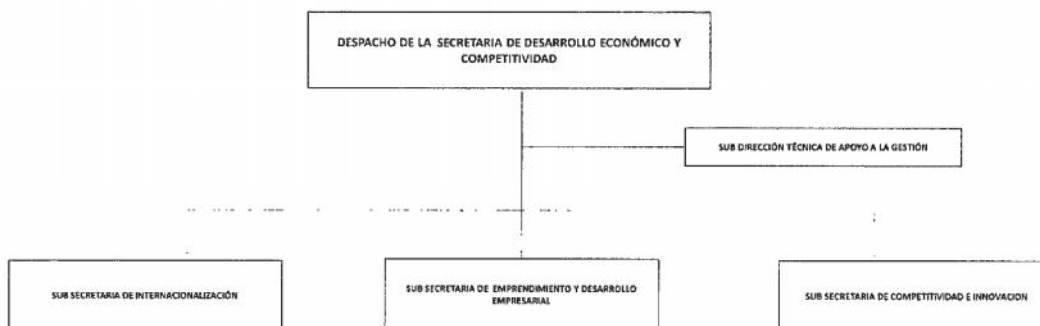 DESPACHO DE LA SECRETARIA DE DESARROLLO ECONÓMICO Y
COMPETITIVIDAD
SUB DIRECCIÓN TÉCNICA DE APOYO A LA GESTIÓN
SUB SECRETARIA DE INTERNACIONALIZACIÓN
SUB SECRETARIA DE EMPRENDIMIENTO Y DESARROLLO
EMPRESARIAL
SUB SECRETARIA DE COMPETITIVIDAD E INNOVACION